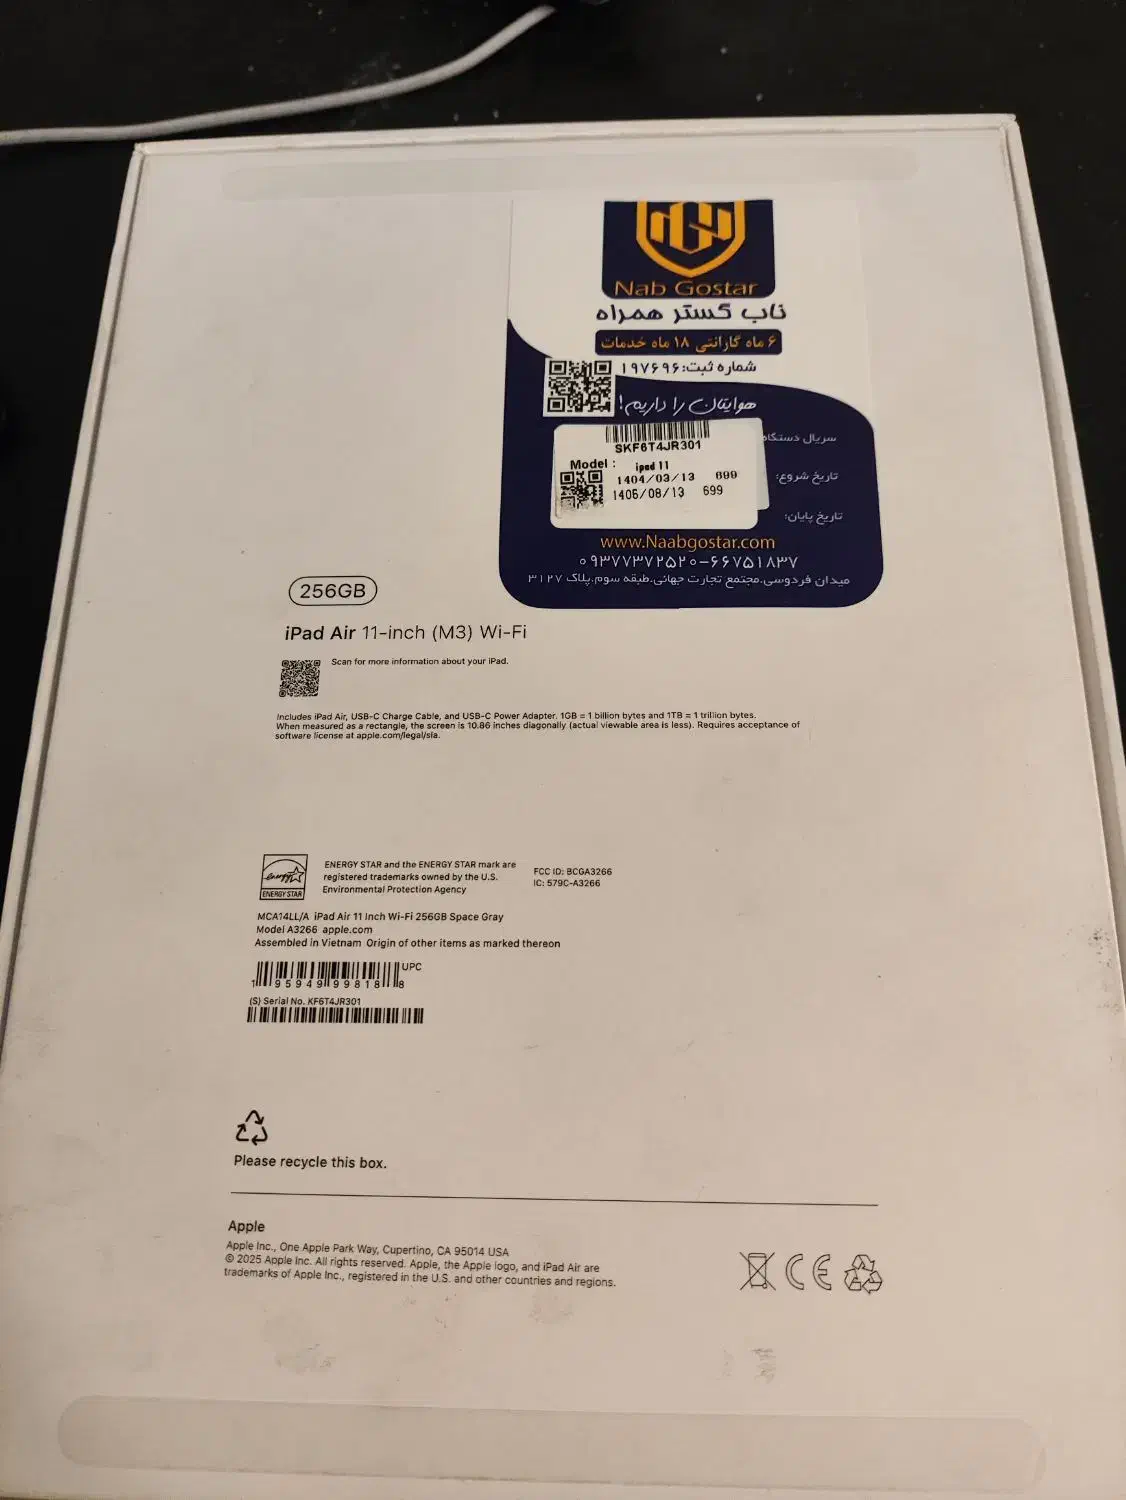 Nab Gostar
ناب گستر همراه
۶ ماه گارانتی ۱۸ ماه خدمات
شماره ثبت:۱۹۷۶۹۶
هوایتان را داریم!
سریال دستگاه
SKF6T4JR301
Model : ipad 11
تاریخ شروع:
1404/03/13 699
1405/08/13 699
تاریخ پایان:
www.Naabgostar.com
۰۹۳۷۷۳۷۲۵۲۰-۶۶۷۵۱۸۳۷
میدان فردوسی.مجتمع تجارت جهانی.طبقه سوم.پلاک ۳۱۲۷
256GB
iPad Air 11-inch (M3) Wi-Fi
Scan for more information about your iPad.
Includes iPad Air, USB-C Charge Cable, and USB-C Power Adapter. 1GB = 1 billion bytes and 1TB = 1 trillion bytes.
When measured as a rectangle, the screen is 10.86 inches diagonally (actual viewable area is less). Requires acceptance of
software license at apple.com/legal/sla.
energy
ENERGY STAR
ENERGY STAR and the ENERGY STAR mark are
registered trademarks owned by the U.S.
Environmental Protection Agency
FCC ID: BCGA3266
IC: 579C-A3266
MCA14LL/A iPad Air 11 Inch Wi-Fi 256GB Space Gray
Model A3266 apple.com
Assembled in Vietnam Origin of other items as marked thereon
UPC
1 95949 99818 8
(S) Serial No. KF6T4JR301
Please recycle this box.
Apple
Apple Inc., One Apple Park Way, Cupertino, CA 95014 USA
© 2025 Apple Inc. All rights reserved. Apple, the Apple logo, and iPad Air are
trademarks of Apple Inc., registered in the U.S. and other countries and regions.
CE